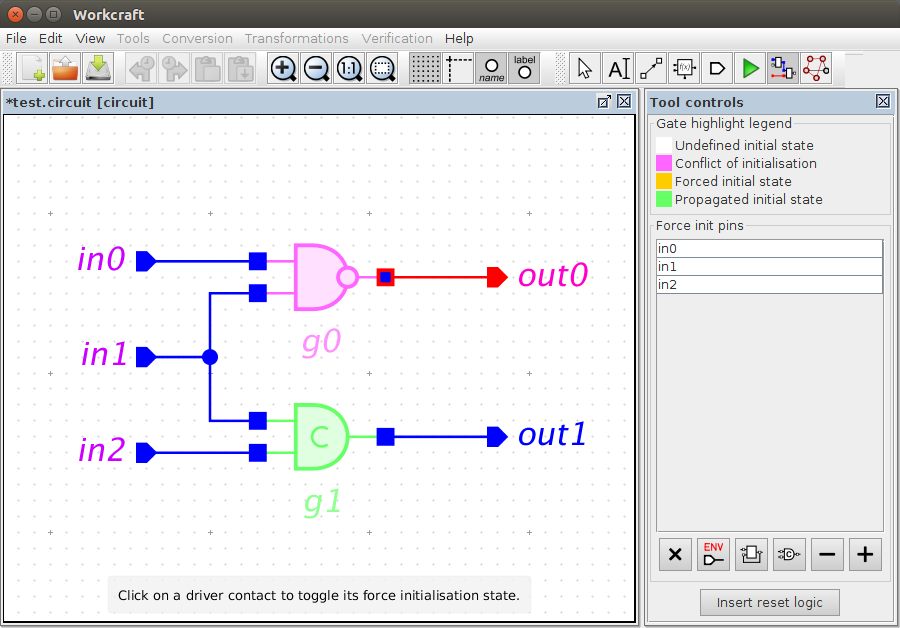 Workcraft
File Edit View Tools Conversion Transformations Verification Help
1:1 name label AI f(x)
*test.circuit [circuit]
Tool controls
Gate highlight legend
Undefined initial state
Conflict of initialisation
Forced initial state
Propagated initial state
Force init pins
in0
in1
in2
in0
out0
g0
in1
in2
C
out1
g1
ENV
C
Click on a driver contact to toggle its force initialisation state.
Insert reset logic